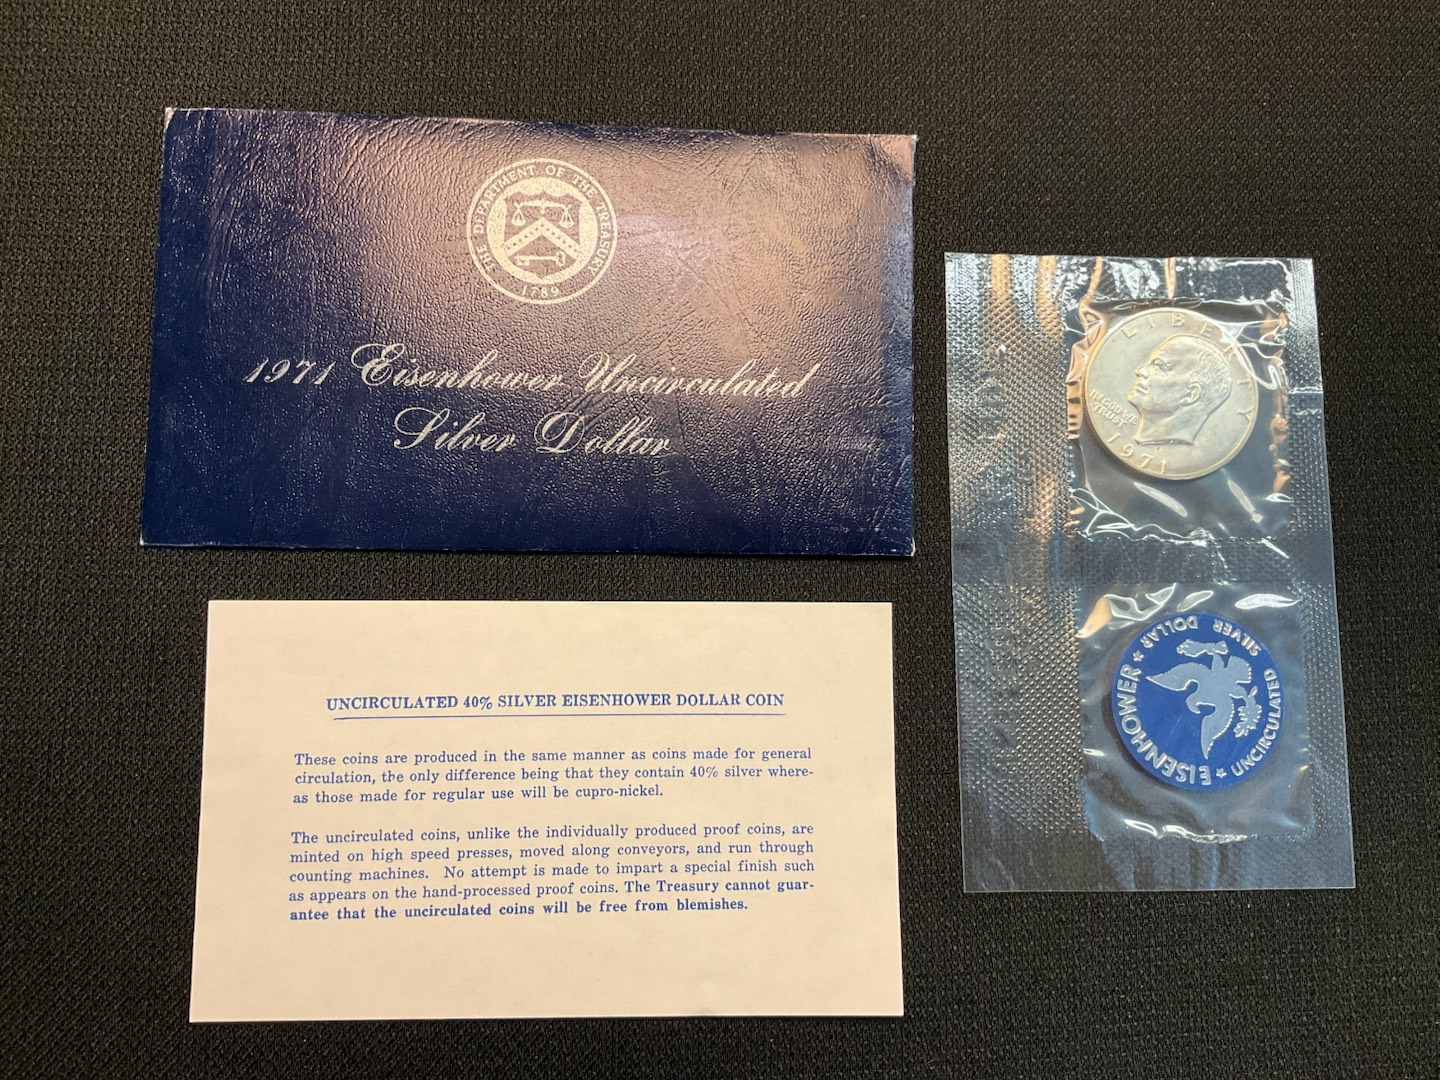 THE DEPARTMENT OF THE TREASURY
1789
1971 Eisenhower Uncirculated
Silver Dollar
LIBERTY
IN GOD WE
TRUST
1971
EISENHOWER ★ SILVER DOLLAR ★ UNCIRCULATED
UNCIRCULATED 40% SILVER EISENHOWER DOLLAR COIN
These coins are produced in the same manner as coins made for general
circulation, the only difference being that they contain 40% silver where-
as those made for regular use will be cupro-nickel.
The uncirculated coins, unlike the individually produced proof coins, are
minted on high speed presses, moved along conveyors, and run through
counting machines. No attempt is made to impart a special finish such
as appears on the hand-processed proof coins. The Treasury cannot guar-
antee that the uncirculated coins will be free from blemishes.